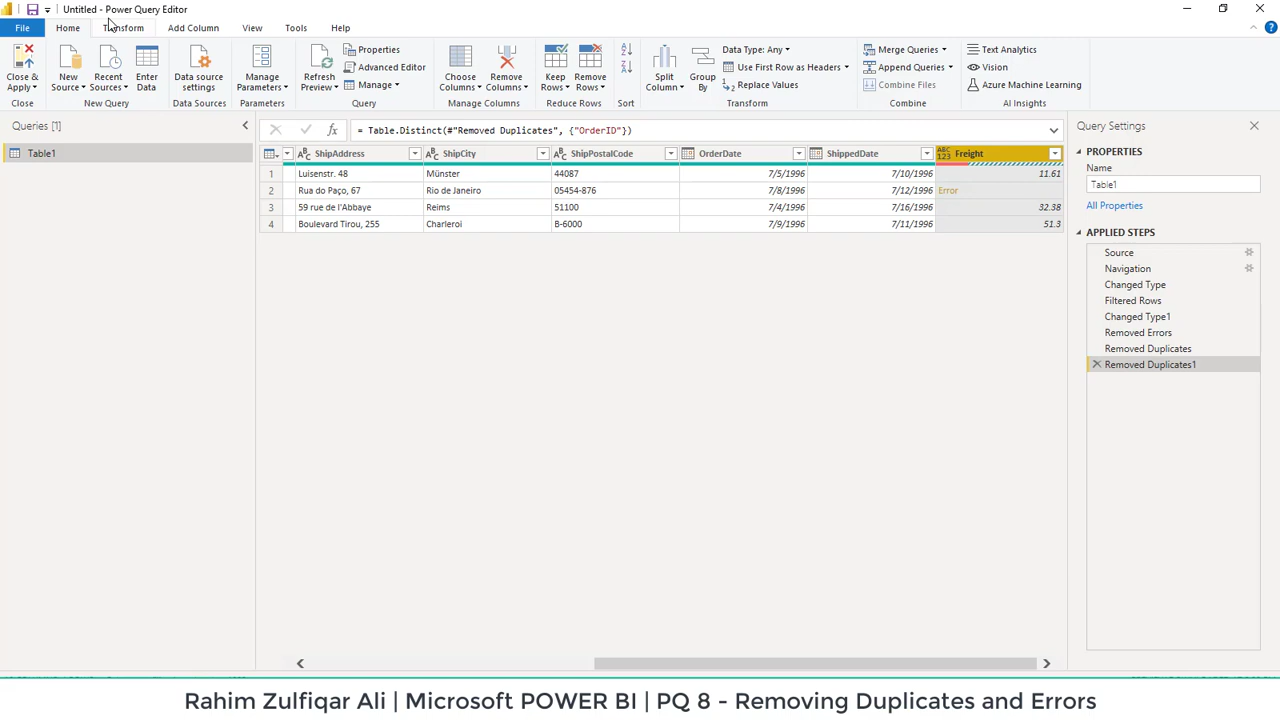 Untitled - Power Query Editor
File Home Transform Add Column View Tools Help
Close & Apply
New Source
Recent Sources
Enter Data
Data source settings
Manage Parameters
Refresh Preview
Properties
Advanced Editor
Manage
Choose Columns
Remove Columns
Keep Rows
Remove Rows
Split Column
Group By
Data Type: Any
Use First Row as Headers
Replace Values
Merge Queries
Append Queries
Combine Files
Text Analytics
Vision
Azure Machine Learning
Close New Query Data Sources Parameters Query Manage Columns Reduce Rows Sort Transform Combine AI Insights
Queries [1]
Table1
= Table.Distinct(#"Removed Duplicates", {"OrderID"})
ShipAddress ShipCity ShipPostalCode OrderDate ShippedDate Freight
1 Luisenstr. 48 Münster 44087 7/5/1996 7/10/1996 11.61
2 Rua do Paço, 67 Rio de Janeiro 05454-876 7/8/1996 7/12/1996 Error
3 59 rue de l'Abbaye Reims 51100 7/4/1996 7/16/1996 32.38
4 Boulevard Tirou, 255 Charleroi B-6000 7/9/1996 7/11/1996 51.3
Query Settings
PROPERTIES
Name
Table1
All Properties
APPLIED STEPS
Source
Navigation
Changed Type
Filtered Rows
Changed Type1
Removed Errors
Removed Duplicates
Removed Duplicates1
Rahim Zulfiqar Ali | Microsoft POWER BI | PQ 8 - Removing Duplicates and Errors